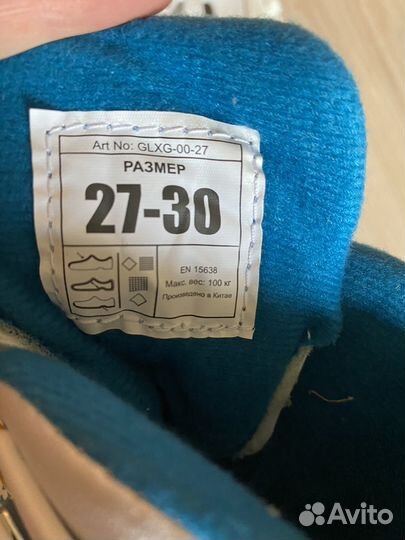 Art No: GLXG-00-27
РАЗМЕР
27-30
EN 15638
Макс. вес: 100 кг
Произведено в Китае
Avito